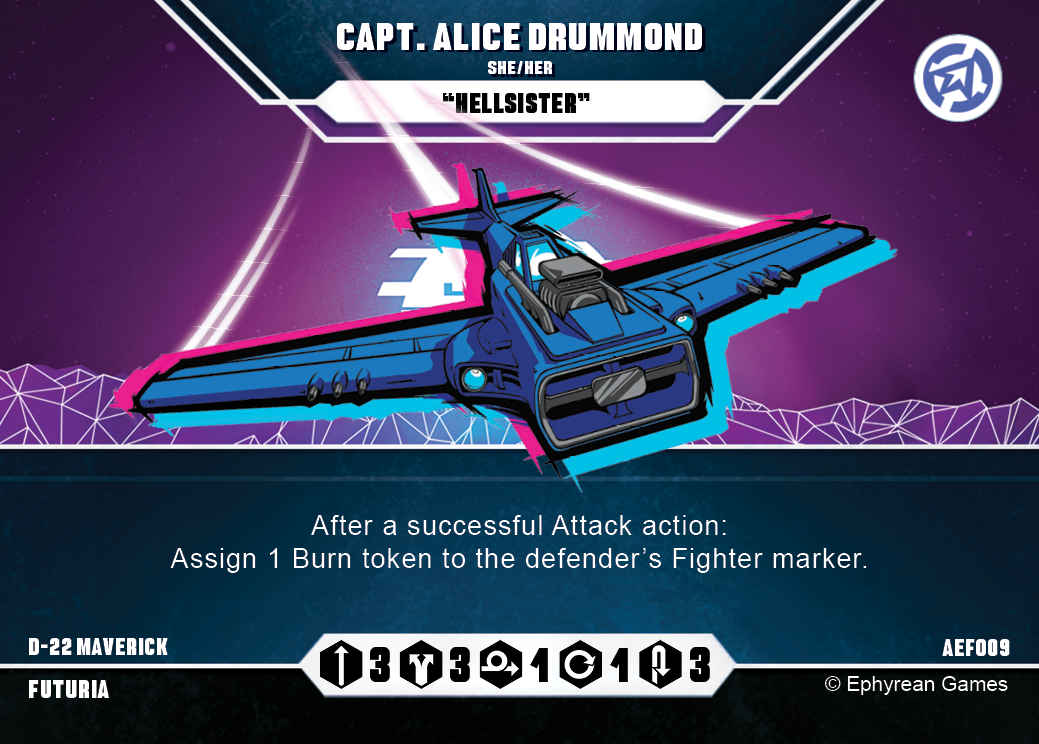 CAPT. ALICE DRUMMOND
SHE/HER
“HELLSISTER”
After a successful Attack action:
Assign 1 Burn token to the defender’s Fighter marker.
D-22 MAVERICK
3 3 1 1 3
AEF009
FUTURIA
© Ephyrean Games